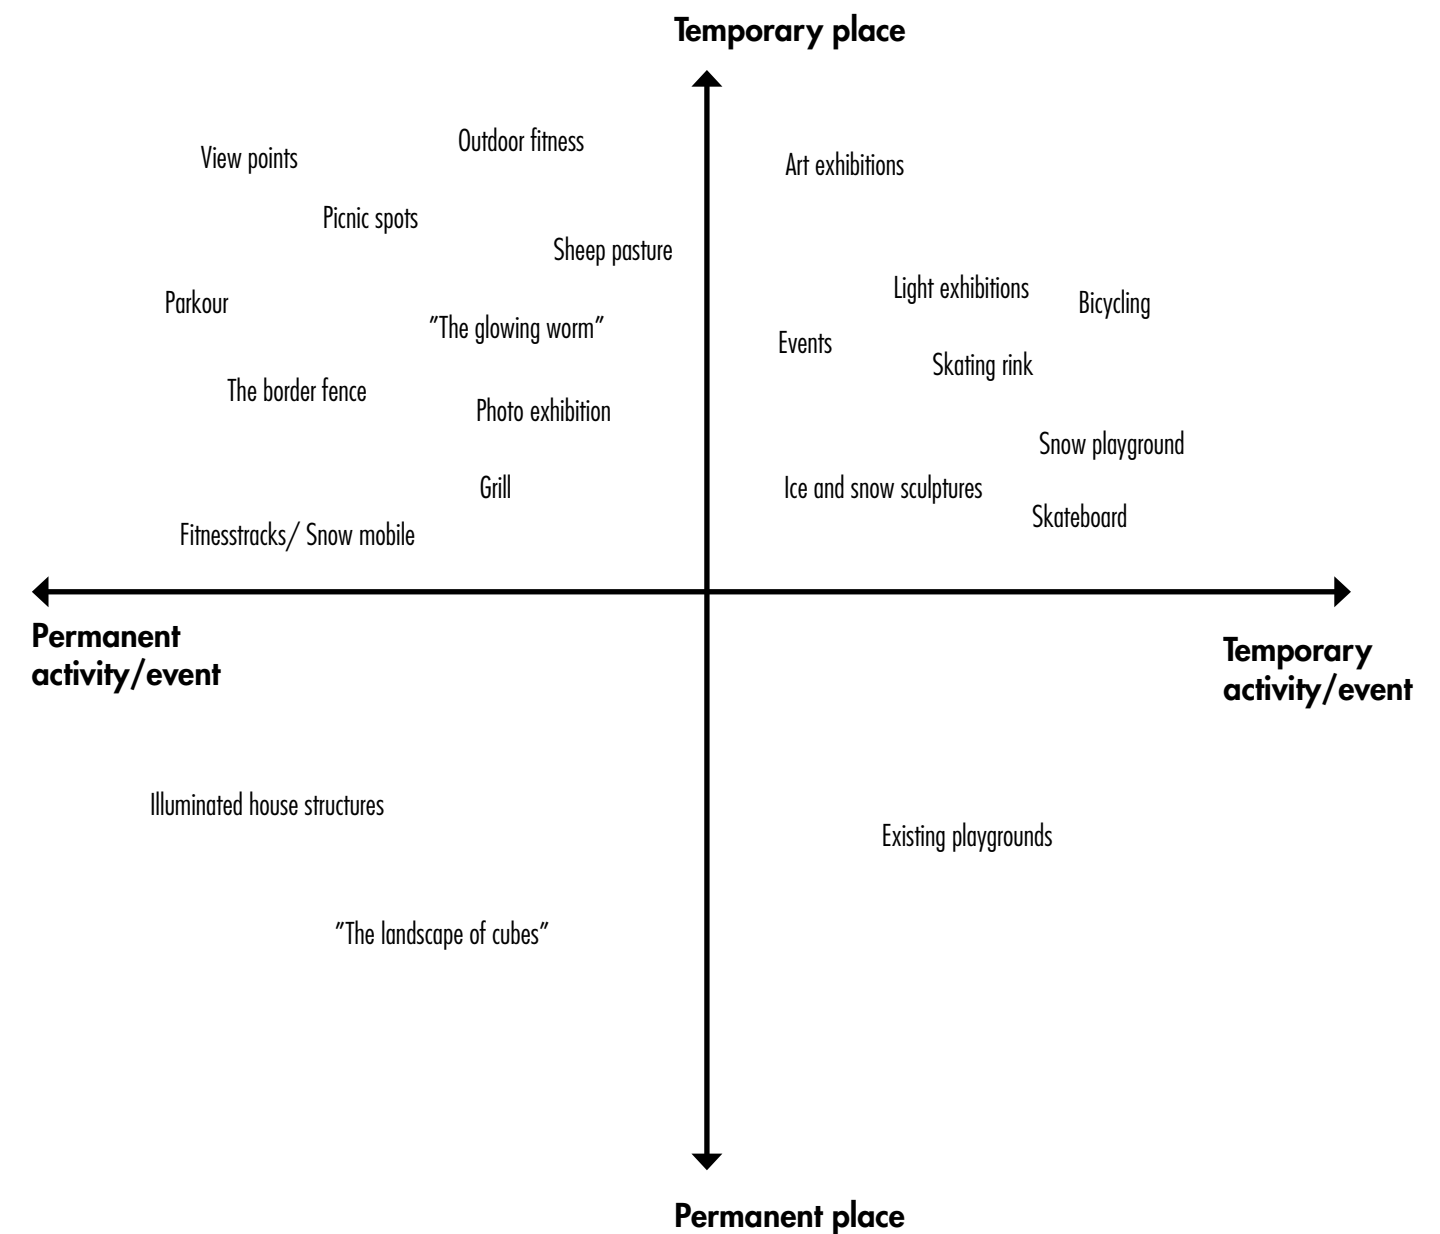 Temporary place
Outdoor fitness
View points
Art exhibitions
Picnic spots
Sheep pasture
Light exhibitions
Bicycling
Parkour
"The glowing worm"
Events
Skating rink
The border fence
Photo exhibition
Snow playground
Grill
Ice and snow sculptures
Skateboard
Fitnesstracks/ Snow mobile
Permanent
activity/event
Temporary
activity/event
Illuminated house structures
Existing playgrounds
"The landscape of cubes"
Permanent place